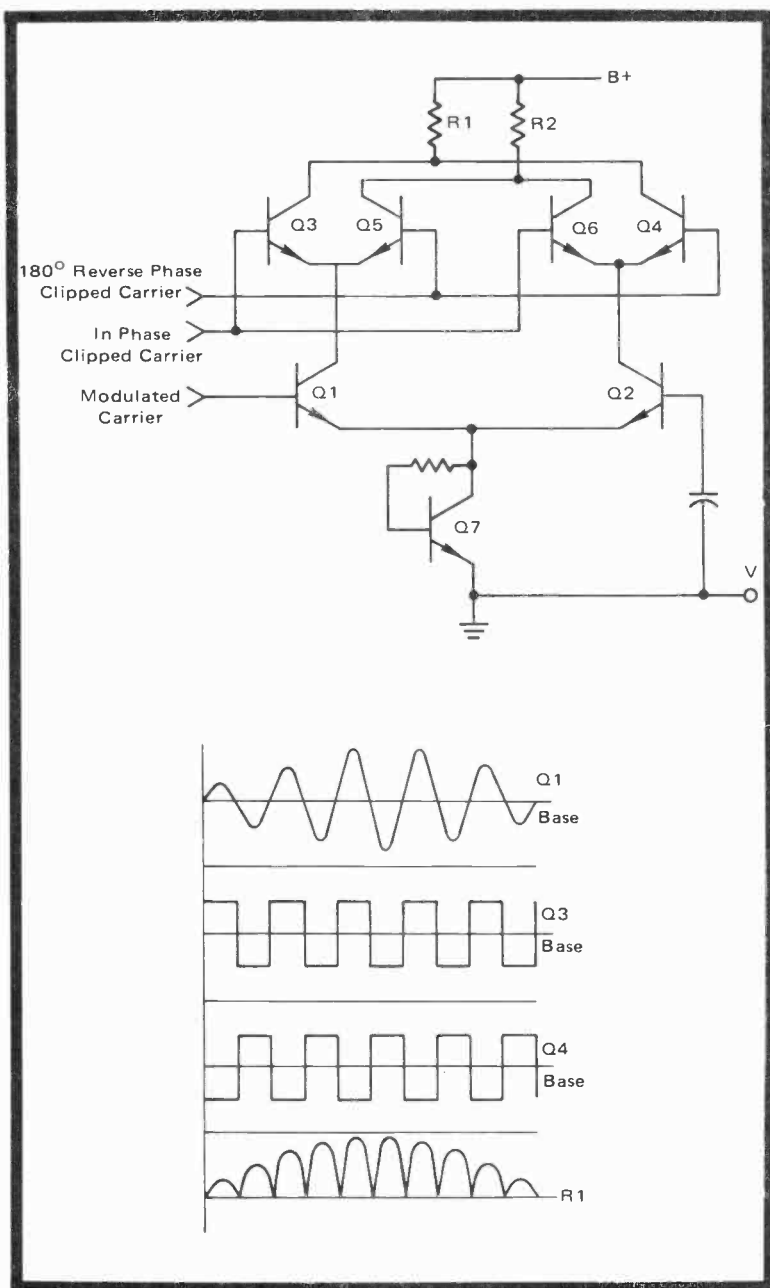 B+
R1
R2
Q3
Q5
Q6
Q4
180° Reverse Phase
Clipped Carrier
In Phase
Clipped Carrier
Modulated
Carrier
Q1
Q2
Q7
V
Q1
Base
Q3
Base
Q4
Base
R1